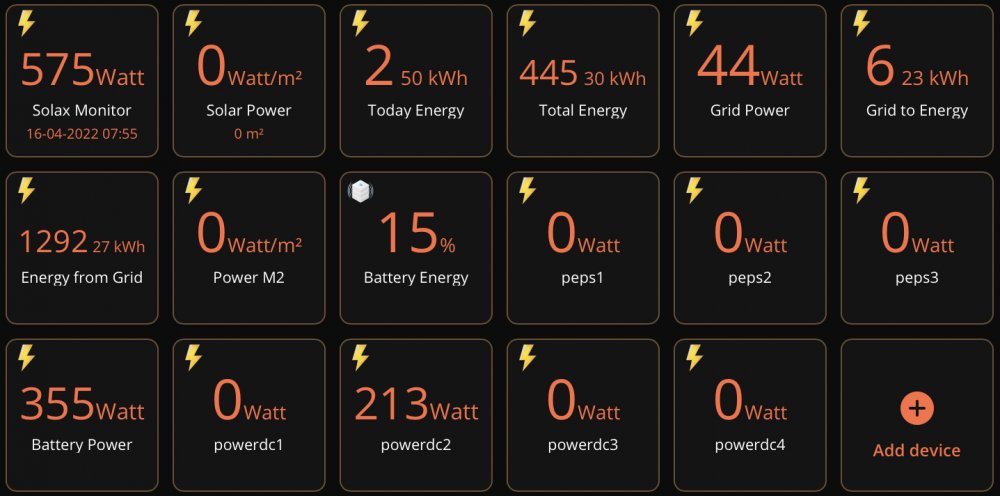 575Watt
Solax Monitor
16-04-2022 07:55
0Watt/m²
Solar Power
0 m²
2 50 kWh
Today Energy
445 30 kWh
Total Energy
44Watt
Grid Power
6 23 kWh
Grid to Energy
1292 27 kWh
Energy from Grid
0Watt/m²
Power M2
15%
Battery Energy
0Watt
peps1
0Watt
peps2
0Watt
peps3
355Watt
Battery Power
0Watt
powerdc1
213Watt
powerdc2
0Watt
powerdc3
0Watt
powerdc4
Add device